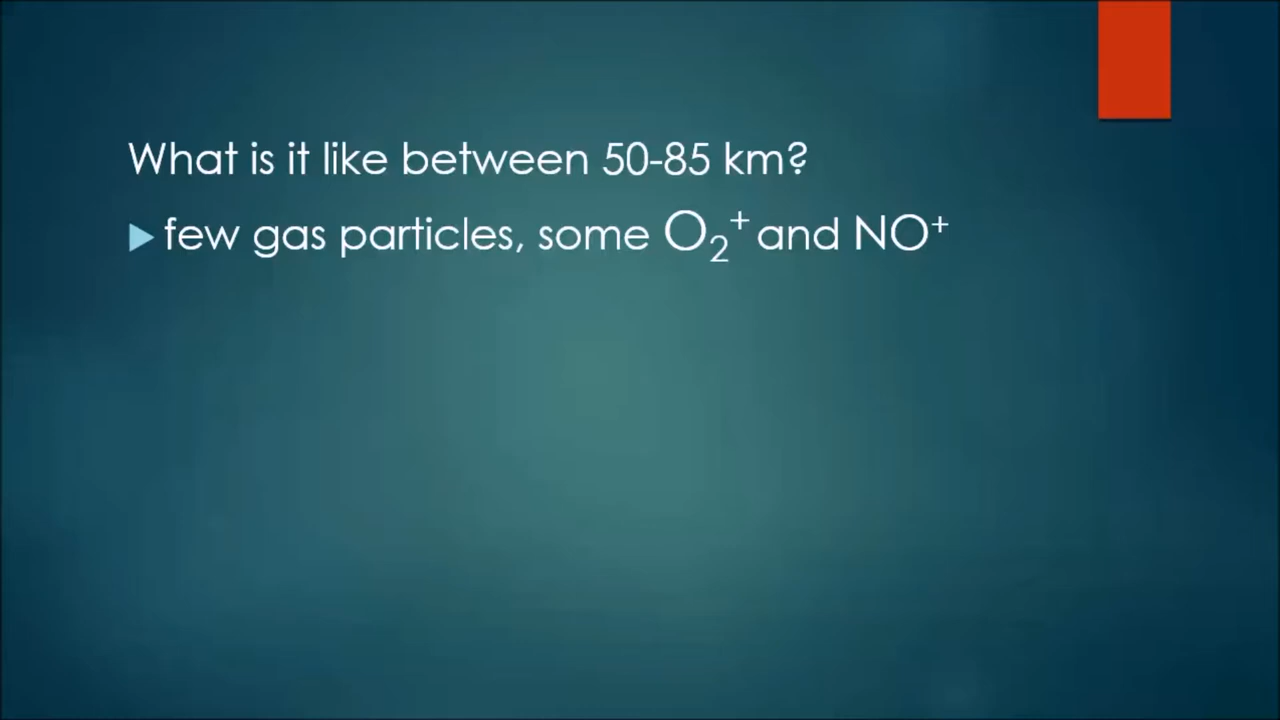 What is it like between 50-85 km?
few gas particles, some O₂⁺ and NO⁺